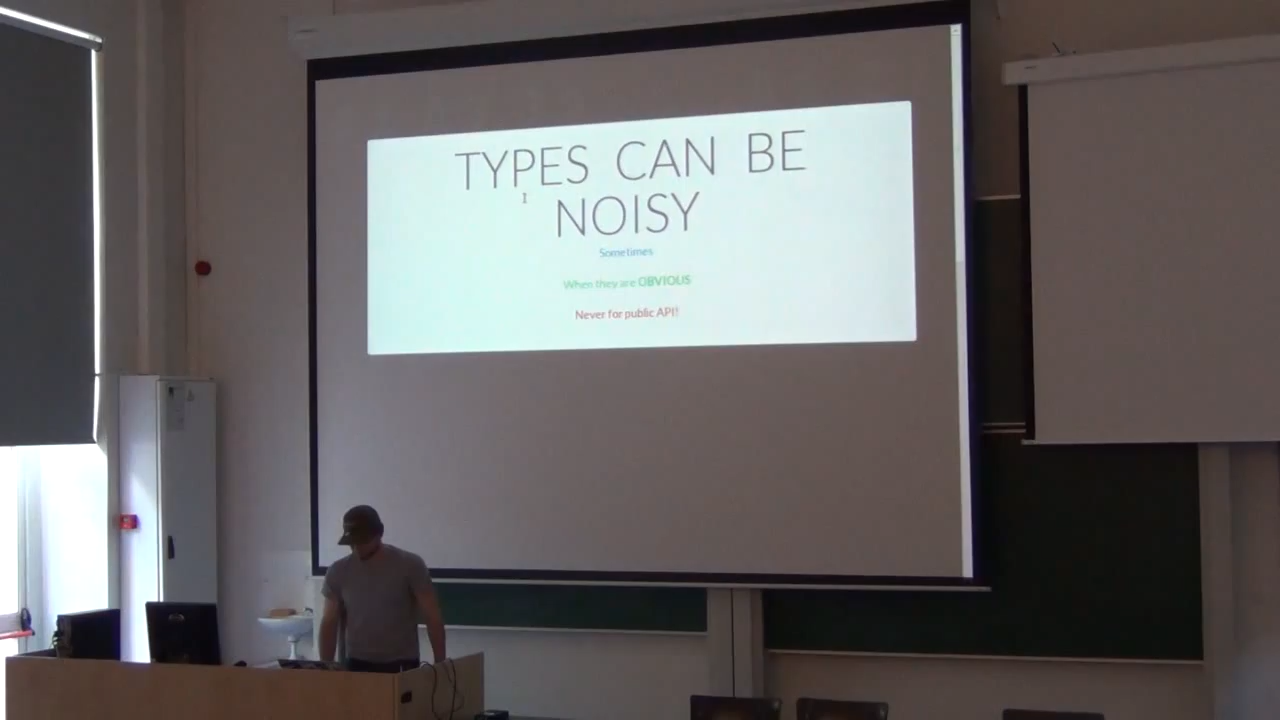 TYPES CAN BE
NOISY
Sometimes
When they are OBVIOUS
Never for public API!